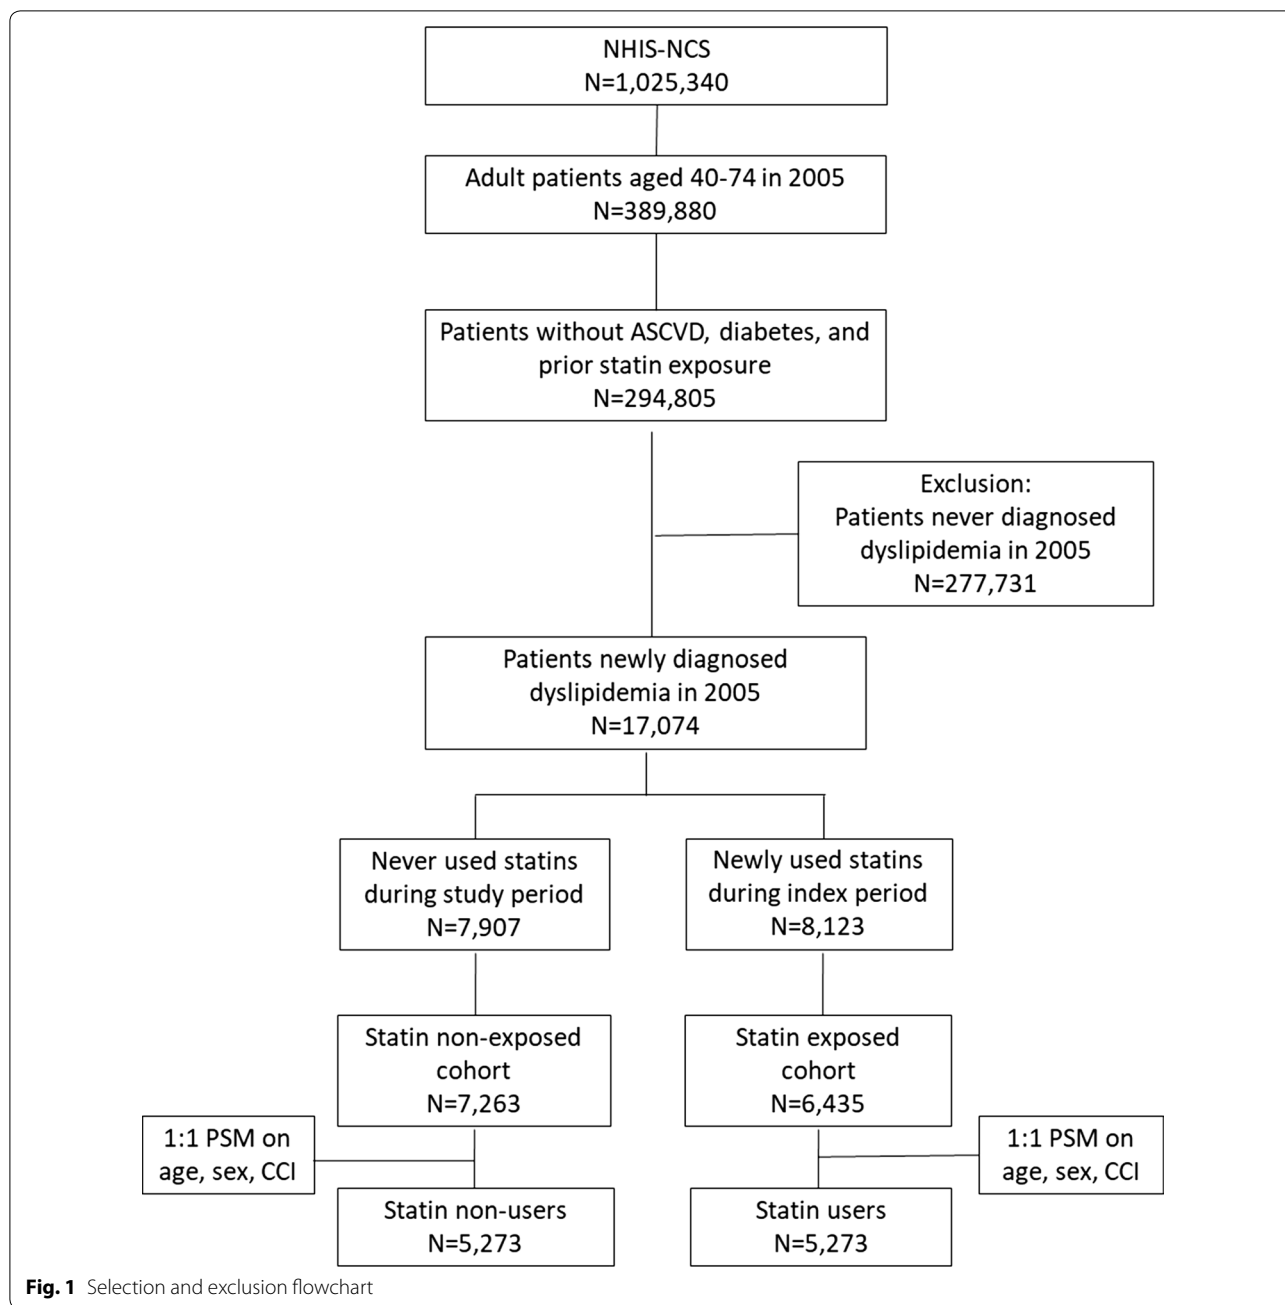 NHIS-NCS
N=1,025,340
Adult patients aged 40-74 in 2005
N=389,880
Patients without ASCVD, diabetes, and
prior statin exposure
N=294,805
Exclusion:
Patients never diagnosed
dyslipidemia in 2005
N=277,731
Patients newly diagnosed
dyslipidemia in 2005
N=17,074
Never used statins
during study period
N=7,907
Newly used statins
during index period
N=8,123
Statin non-exposed
cohort
N=7,263
Statin exposed
cohort
N=6,435
1:1 PSM on
age, sex, CCI
1:1 PSM on
age, sex, CCI
Statin non-users
N=5,273
Statin users
N=5,273
Fig. 1 Selection and exclusion flowchart